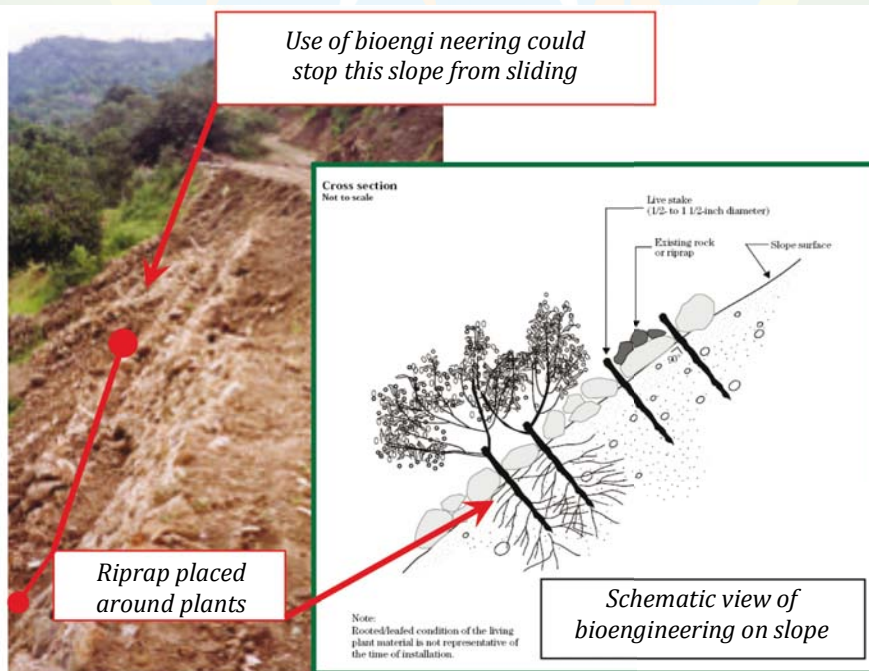 Use of bioengi neering could
stop this slope from sliding
Cross section
Not to scale
Live stake
(1/2- to 1 1/2-inch diameter)
Existing rock
or riprap
Slope surface
90°
Riprap placed
around plants
Note:
Rooted/leafed condition of the living
plant material is not representative of
the time of installation.
Schematic view of
bioengineering on slope